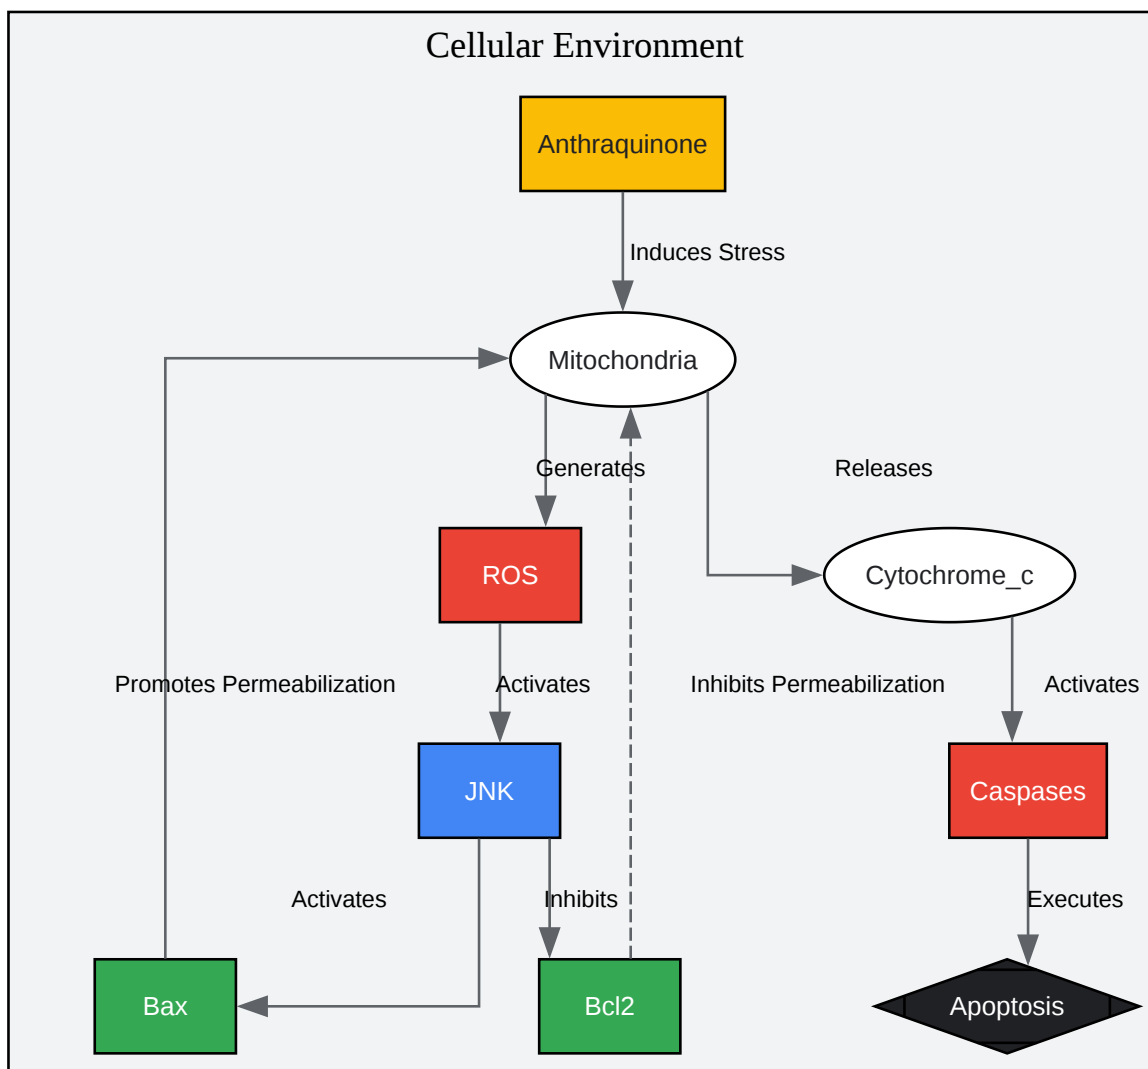 Cellular Environment
Anthraquinone
Induces Stress
Mitochondria
Generates
Releases
ROS
Cytochrome_c
Promotes Permeabilization
Activates
Inhibits Permeabilization
Activates
JNK
Caspases
Activates
Inhibits
Executes
Bax
Bcl2
Apoptosis